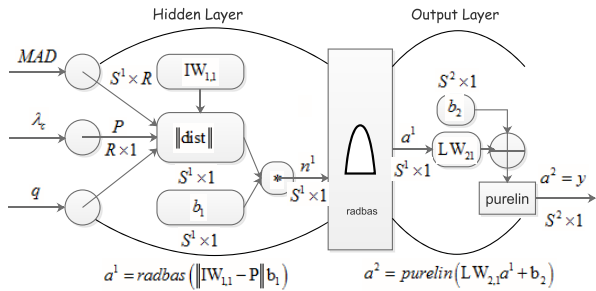 Hidden Layer
Output Layer
MAD
S¹ × R
IW₁,₁
S² ×1
b₂
λ꜀
P
R×1
‖dist‖
n¹
a¹
LW₂₁
S¹ ×1
*
S¹ ×1
S¹ ×1
q
b₁
radbas
purelin
a² = y
S² ×1
S¹ ×1
a¹ = radbas(‖IW₁,₁ − P‖b₁)
a² = purelin(LW₂,₁a¹ + b₂)